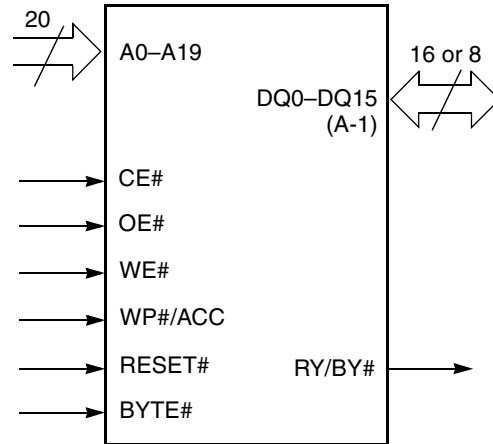 20
A0–A19
16 or 8
DQ0–DQ15
(A-1)
CE#
OE#
WE#
WP#/ACC
RESET#
RY/BY#
BYTE#